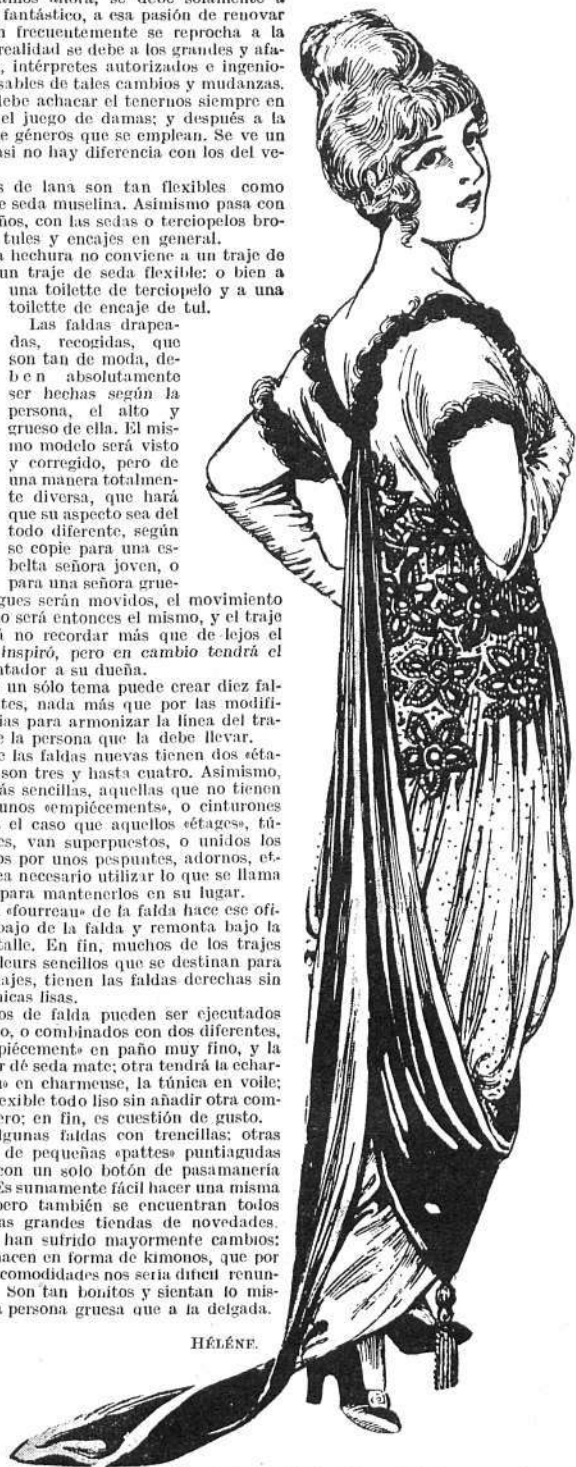 fantástico, a esa pasión de renovar
n frecuentemente se reprocha a la
realidad se debe a los grandes y afa-
, intérpretes autorizados e ingenio-
sables de tales cambios y mudanzas.
debe achacar el tenernos siempre en
el juego de damas; y después a la
e géneros que se emplean. Se ve un
asi no hay diferencia con los del ve-
s de lana son tan flexibles como
e seda muselina. Asimismo pasa con
ños, con las sedas o terciopelos bro-
tules y encajes en general.
a hechura no conviene a un traje de
un traje de seda flexible: o bien a
una toilette de terciopelo y a una
toilette de encaje de tul.
Las faldas drapea-
das, recogidas, que
son tan de moda, de-
ben absolutamente
ser hechas según la
persona, el alto y
grueso de ella. El mis-
mo modelo será visto
y corregido, pero de
una manera totalmen-
te diversa, que hará
que su aspecto sea del
todo diferente, según
se copie para una es-
belta señora joven, o
para una señora grue-
gues serán movidos, el movimiento
o será entonces el mismo, y el traje
á no recordar más que de lejos el
inspiró, pero en cambio tendrá el
ntador a su dueña.
un sólo tema puede crear diez fal-
tes, nada más que por las modifi-
ias para armonizar la línea del tra-
e la persona que la debe llevar.
e las faldas nuevas tienen dos «éta-
son tres y hasta cuatro. Asimismo,
ás sencillas, aquellas que no tienen
unos «empiécements», o cinturones
el caso que aquellos «étages», tú-
es, van superpuestos, o unidos los
os por unos pespuntes, adornos, et-
ea necesario utilizar lo que se llama
para mantenerlos en su lugar.
«fourreau» de la falda hace ese ofi-
bajo de la falda y remonta bajo la
talle. En fin, muchos de los trajes
lleurs sencillos que se destinan para
ajes, tienen las faldas derechas sin
nicas lisas.
os de falda pueden ser ejecutados
o, o combinados con dos diferentes,
piécement» en paño muy fino, y la
r dé seda mate; otra tendrá la echar-
» en charmeuse, la túnica en voile;
exible todo liso sin añadir otra com-
ero; en fin, es cuestión de gusto.
lgunas faldas con trencillas; otras
de pequeñas «pattes» puntiagudas
con un solo botón de pasamanería
Es sumamente fácil hacer una misma
pero también se encuentran todos
as grandes tiendas de novedades.
han sufrido mayormente cambios;
hacen en forma de kimonos, que por
comodidades nos sería difícil renun-
Son tan bonitos y sientan lo mis-
a persona gruesa que a la delgada.
HÉLÈNE.